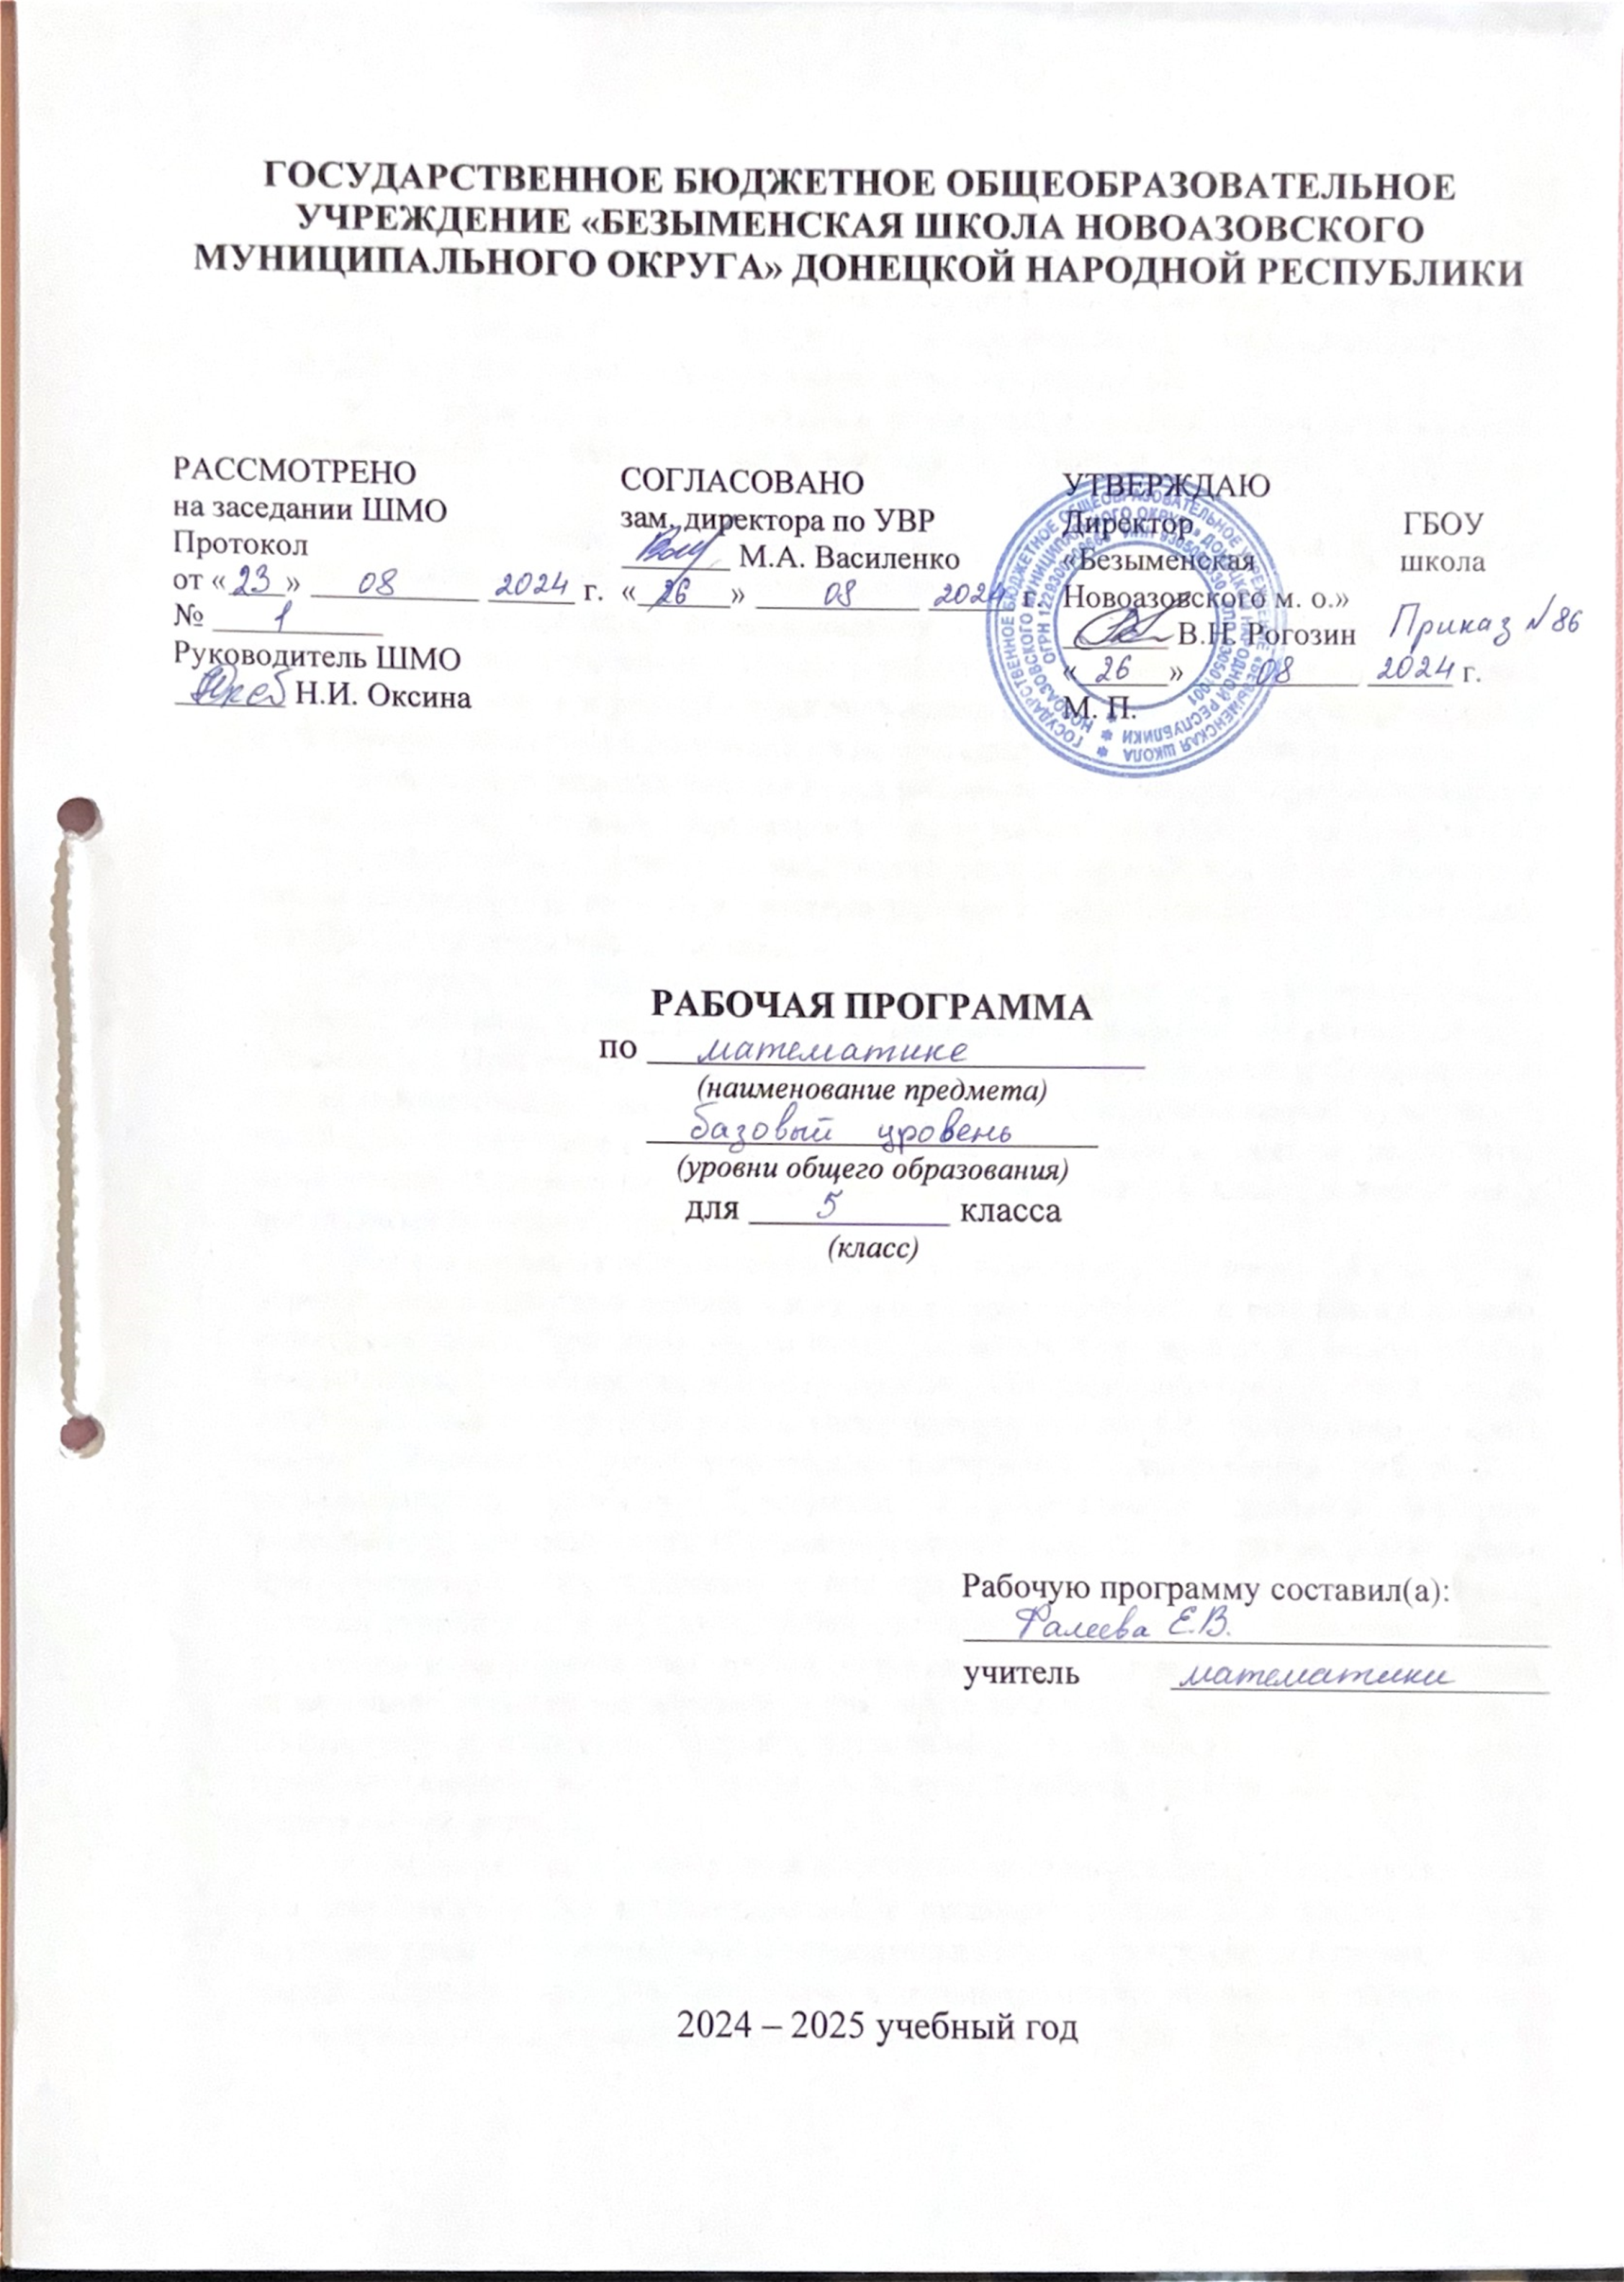 ГОСУДАРСТВЕННОЕ БЮДЖЕТНОЕ ОБЩЕОБРАЗОВАТЕЛЬНОЕ
УЧРЕЖДЕНИЕ «БЕЗЫМЕНСКАЯ ШКОЛА НОВОАЗОВСКОГО
МУНИЦИПАЛЬНОГО ОКРУГА» ДОНЕЦКОЙ НАРОДНОЙ РЕСПУБЛИКИ
РАССМОТРЕНО
на заседании ШМО
Протокол
от «23» 08 2024 г.
№ 1
Руководитель ШМО
Н.И. Оксина
СОГЛАСОВАНО
зам. директора по УВР
М.А. Василенко
«26» 08 2024 г.
УТВЕРЖДАЮ
Директор ГБОУ
«Безыменская школа
Новоазовского м. о.»
В.Н. Рогозин Приказ №86
«26» 08 2024 г.
М. П.
РАБОЧАЯ ПРОГРАММА
по математике
(наименование предмета)
базовый уровень
(уровни общего образования)
для 5 класса
(класс)
Рабочую программу составил(а):
Фалеева Е.В.
учитель математики
2024 – 2025 учебный год